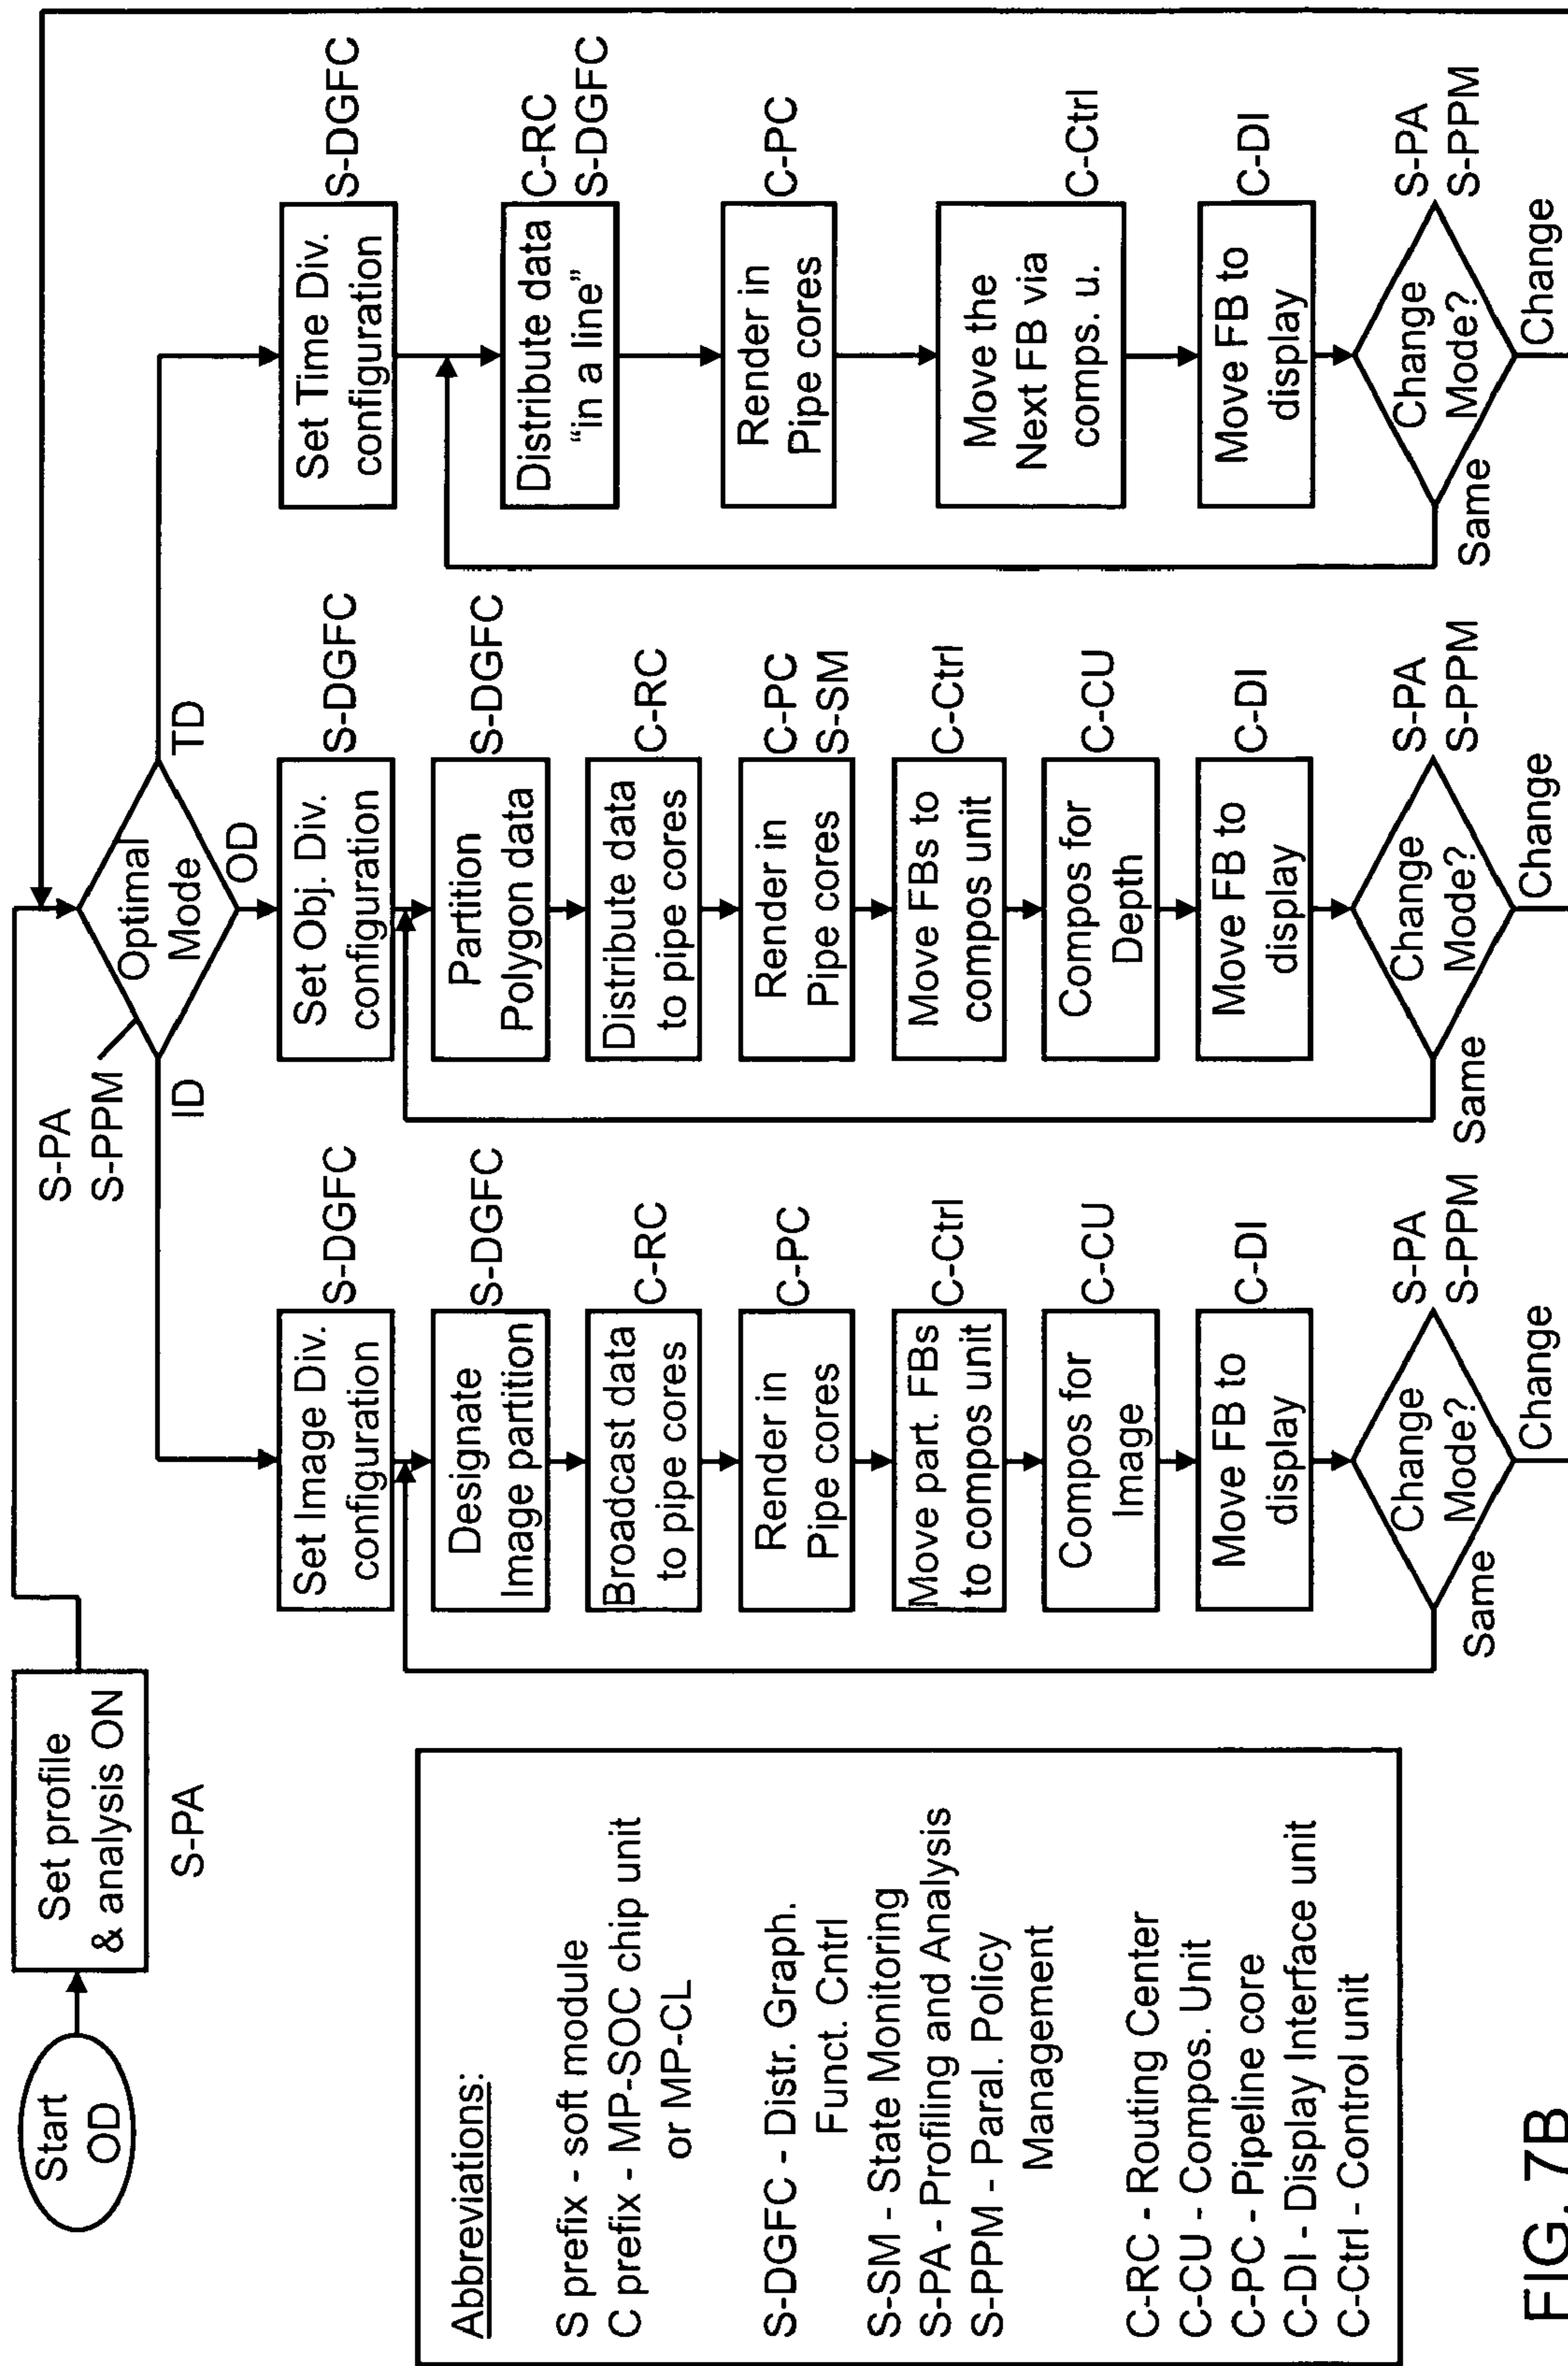 Start
OD
Set profile
& analysis ON
S-PA
S-PA
S-PPM
Optimal
Mode
ID
OD
TD
Set Image Div.
configuration
S-DGFC
Designate
Image partition
S-DGFC
Broadcast data
to pipe cores
C-RC
Render in
Pipe cores
C-PC
Move part. FBs
to compos unit
C-Ctrl
Compos for
Image
C-CU
Move FB to
display
C-DI
Change
Mode?
S-PA
S-PPM
Same
Change
Set Obj. Div.
configuration
S-DGFC
Partition
Polygon data
S-DGFC
Distribute data
to pipe cores
C-RC
Render in
Pipe cores
C-PC
S-SM
Move FBs to
compos unit
C-Ctrl
Compos for
Depth
C-CU
Move FB to
display
C-DI
Change
Mode?
S-PA
S-PPM
Same
Change
Set Time Div.
configuration
S-DGFC
Distribute data
“in a line”
C-RC
S-DGFC
Render in
Pipe cores
C-PC
Move the
Next FB via
comps. u.
C-Ctrl
Move FB to
display
C-DI
Change
Mode?
S-PA
S-PPM
Same
Change
Abbreviations:
S prefix - soft module
C prefix - MP-SOC chip unit
or MP-CL
S-DGFC - Distr. Graph.
Funct. Cntrl
S-SM - State Monitoring
S-PA - Profiling and Analysis
S-PPM - Paral. Policy
Management
C-RC - Routing Center
C-CU - Compos. Unit
C-PC - Pipeline core
C-DI - Display Interface unit
C-Ctrl - Control unit
FIG. 7B